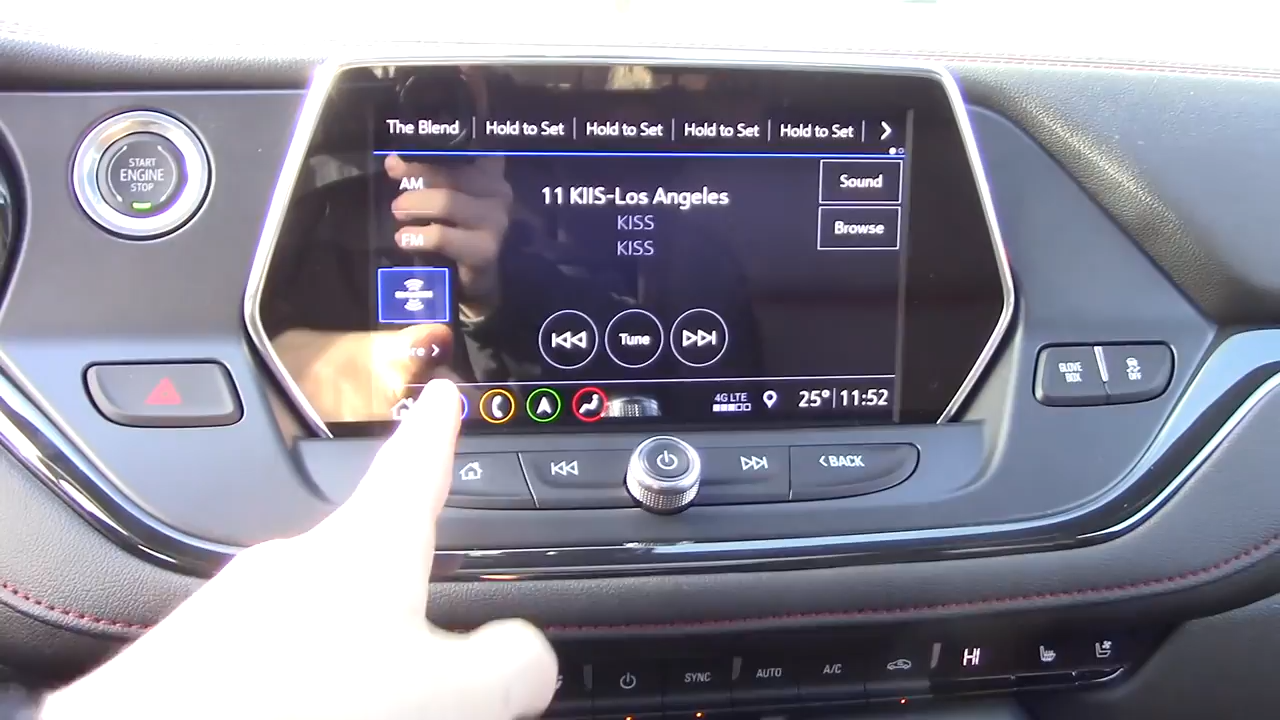 The Blend Hold to Set Hold to Set Hold to Set Hold to Set
START
ENGINE
STOP
AM
FM
11 KIIS-Los Angeles
KISS
KISS
Sound
Browse
Tune
4G LTE
25° 11:52
GLOVE
BOX
OFF
BACK
SYNC
AUTO
A/C
HI